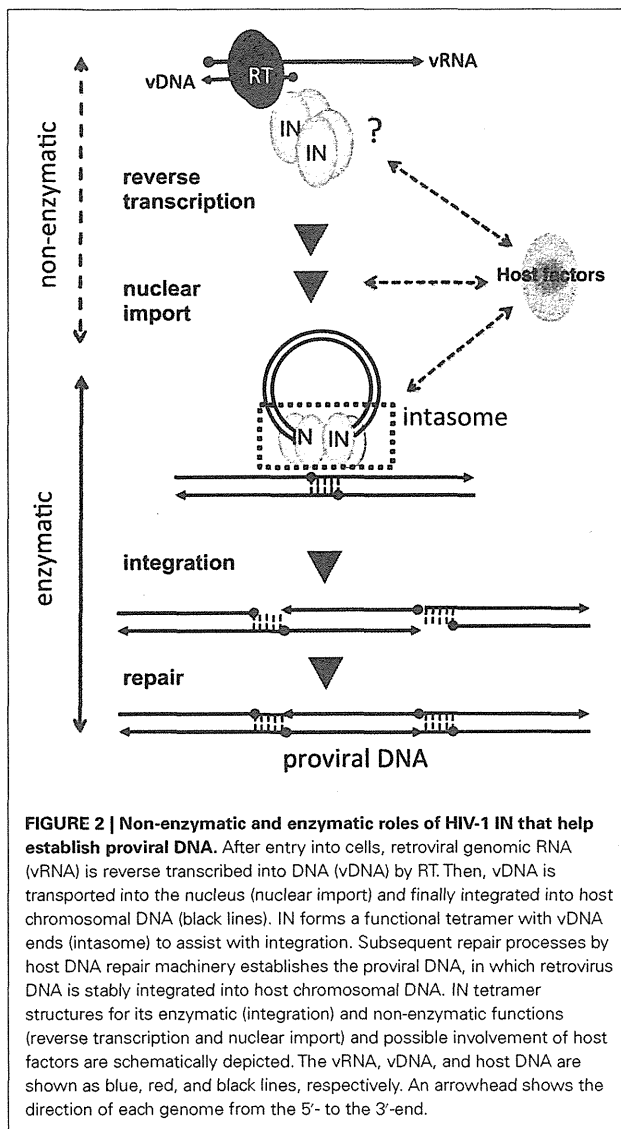 RT
vRNA
vDNA
IN
IN
?
reverse
transcription
non-enzymatic
nuclear
import
Host factors
IN
IN
intasome
enzymatic
integration
repair
proviral DNA
FIGURE 2 | Non-enzymatic and enzymatic roles of HIV-1 IN that help
establish proviral DNA. After entry into cells, retroviral genomic RNA
(vRNA) is reverse transcribed into DNA (vDNA) by RT. Then, vDNA is
transported into the nucleus (nuclear import) and finally integrated into host
chromosomal DNA (black lines). IN forms a functional tetramer with vDNA
ends (intasome) to assist with integration. Subsequent repair processes by
host DNA repair machinery establishes the proviral DNA, in which retrovirus
DNA is stably integrated into host chromosomal DNA. IN tetramer
structures for its enzymatic (integration) and non-enzymatic functions
(reverse transcription and nuclear import) and possible involvement of host
factors are schematically depicted. The vRNA, vDNA, and host DNA are
shown as blue, red, and black lines, respectively. An arrowhead shows the
direction of each genome from the 5′- to the 3′-end.